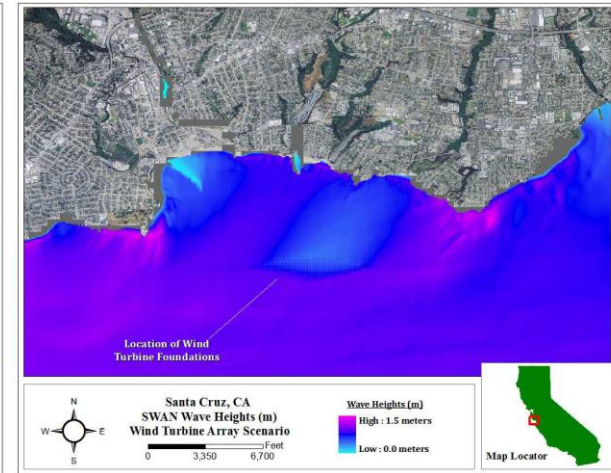 Location of Wind
Turbine Foundations
N
W
E
S
Santa Cruz, CA
SWAN Wave Heights (m)
Wind Turbine Array Scenario
Feet
0 3,350 6,700
Wave Heights (m)
High : 1.5 meters
Low : 0.0 meters
Map Locator